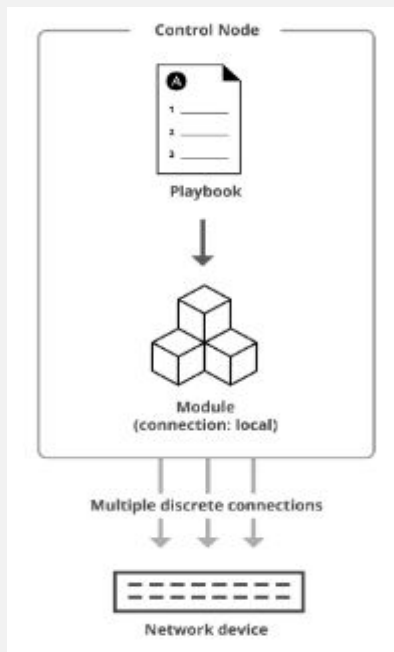 Control Node
A
1
2
3
Playbook
Module
(connection: local)
Multiple discrete connections
Network device